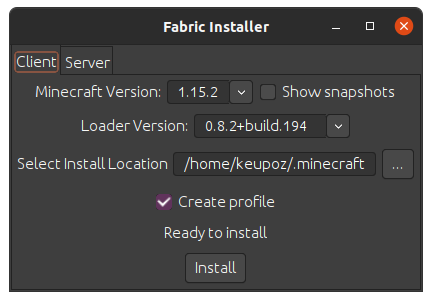 Fabric Installer
Client Server
Minecraft Version: 1.15.2 Show snapshots
Loader Version: 0.8.2+build.194
Select Install Location /home/keupoz/.minecraft ...
Create profile
Ready to install
Install